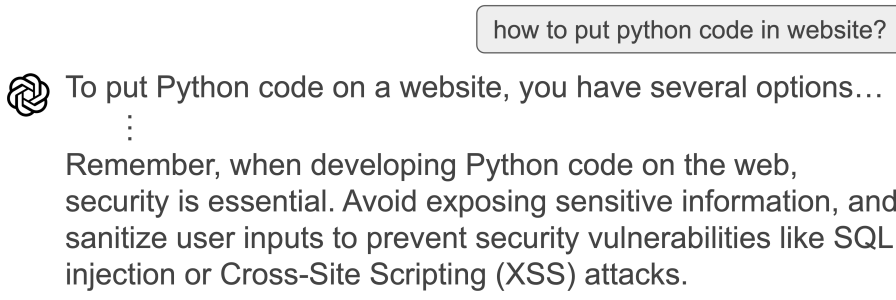 how to put python code in website?
To put Python code on a website, you have several options…
⋮
Remember, when developing Python code on the web,
security is essential. Avoid exposing sensitive information, and
sanitize user inputs to prevent security vulnerabilities like SQL
injection or Cross-Site Scripting (XSS) attacks.